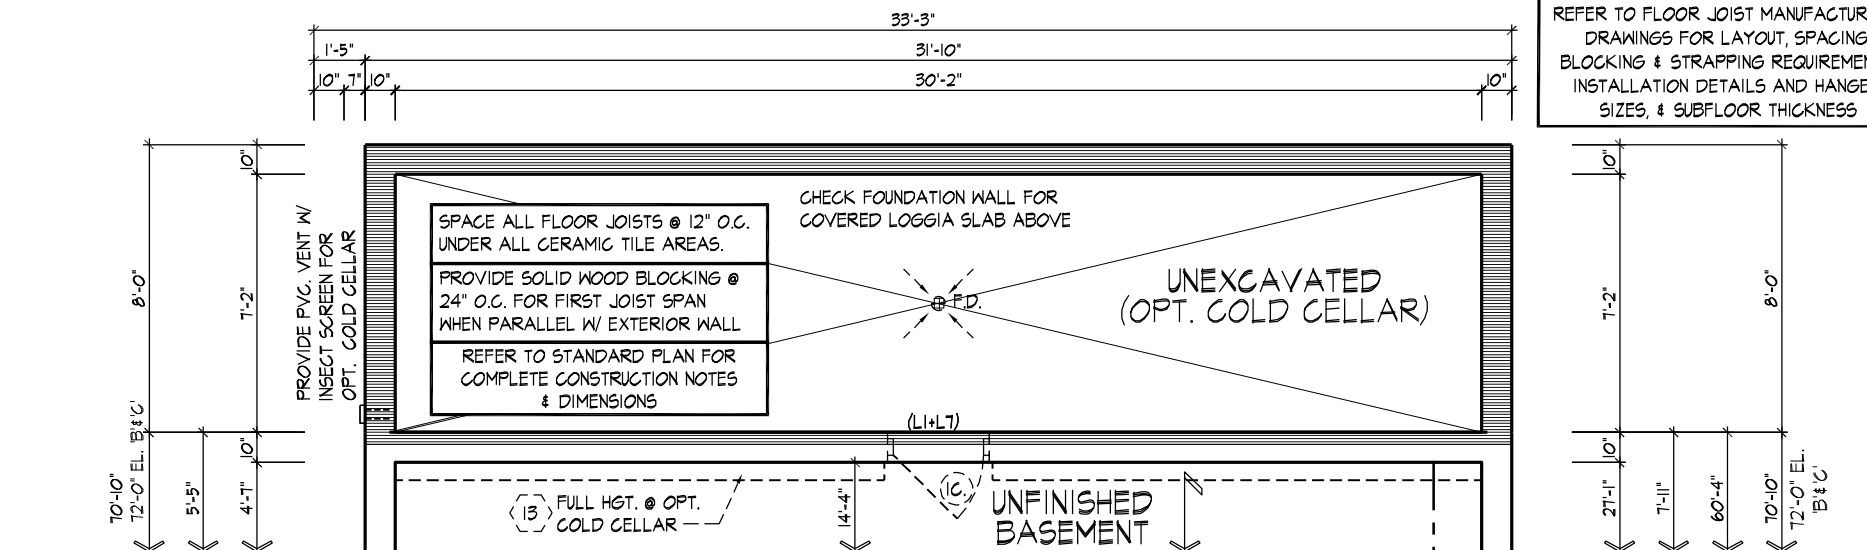 33'-3"
1'-5"
31'-10"
10"
7"
10"
30'-2"
10"
REFER TO FLOOR JOIST
DRAWINGS FOR LAYOUT, SPACING
BLOCKING & STRAPPING
INSTALLATION DETAILS AND
SIZES, & SUBFLOOR THICKNESS
10"
8'-0"
7'-2"
PROVIDE PVC. VENT W/
INSECT SCREEN FOR
OPT. COLD CELLAR
SPACE ALL FLOOR JOISTS @ 12" O.C.
UNDER ALL CERAMIC TILE AREAS.
PROVIDE SOLID WOOD BLOCKING @
24" O.C. FOR FIRST JOIST SPAN
WHEN PARALLEL W/ EXTERIOR WALL
REFER TO STANDARD PLAN FOR
COMPLETE CONSTRUCTION NOTES
& DIMENSIONS
CHECK FOUNDATION WALL FOR
COVERED LOGGIA SLAB ABOVE
F.D.
UNEXCAVATED
(OPT. COLD CELLAR)
(L1+L7)
10"
7'-2"
8'-0"
70'-10"
72'-0" EL. 'B'&'C'
5'-5"
10"
4'-7"
13
FULL HGT. @ OPT.
COLD CELLAR
14'-4"
1C.
UNFINISHED
BASEMENT
10"
27'-1"
7'-11"
60'-4"
70'-10"
72'-0" EL.
'B'&'C'